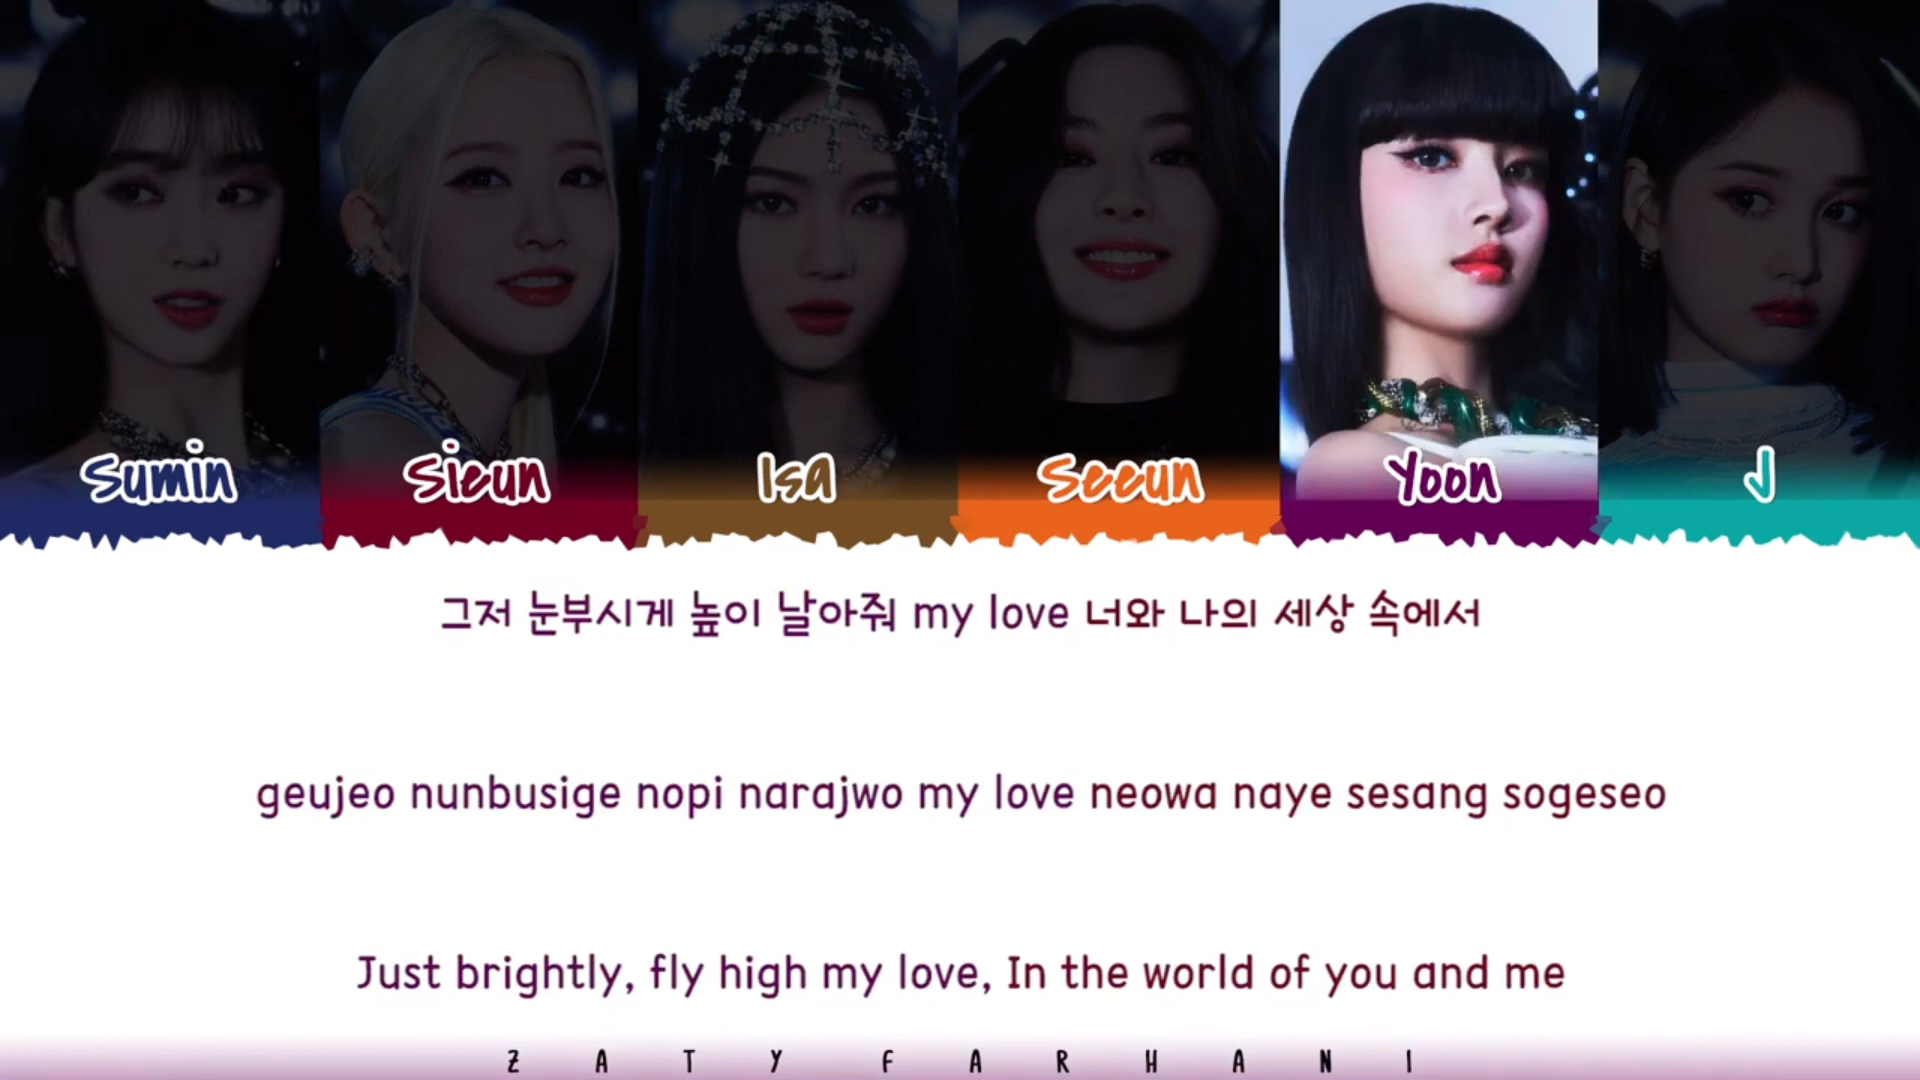 Sumin Sieun Isa Seeun Yoon J
그저 눈부시게 높이 날아줘 my love 너와 나의 세상 속에서
geujeo nunbusige nopi narajwo my love neowa naye sesang sogeseo
Just brightly, fly high my love, In the world of you and me
ZATY FARHANI